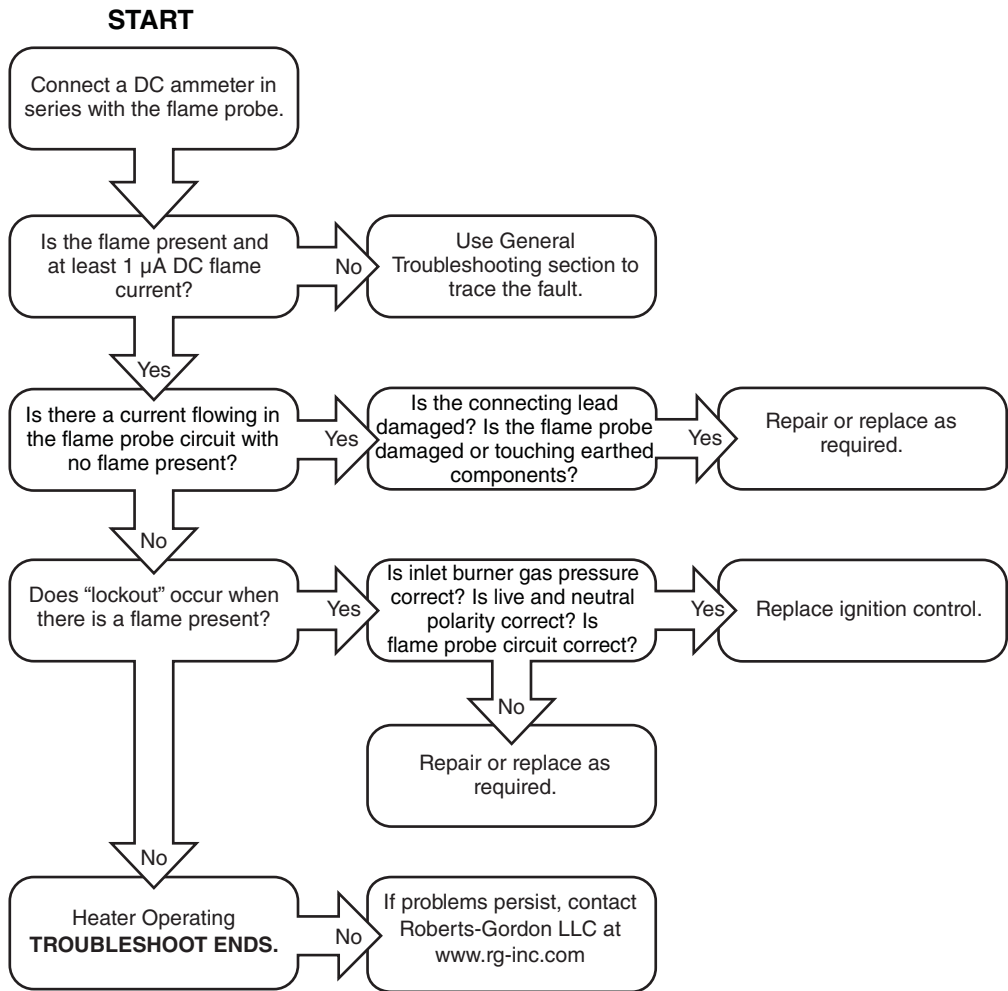 START
Connect a DC ammeter in
series with the flame probe.
Is the flame present and
at least 1 µA DC flame
current?
No
Use General
Troubleshooting section to
trace the fault.
Yes
Is there a current flowing in
the flame probe circuit with
no flame present?
Yes
Is the connecting lead
damaged? Is the flame probe
damaged or touching earthed
components?
Yes
Repair or replace as
required.
No
Does “lockout” occur when
there is a flame present?
Yes
Is inlet burner gas pressure
correct? Is live and neutral
polarity correct? Is
flame probe circuit correct?
Yes
Replace ignition control.
No
Repair or replace as
required.
No
Heater Operating
TROUBLESHOOT ENDS.
No
If problems persist, contact
Roberts-Gordon LLC at
www.rg-inc.com